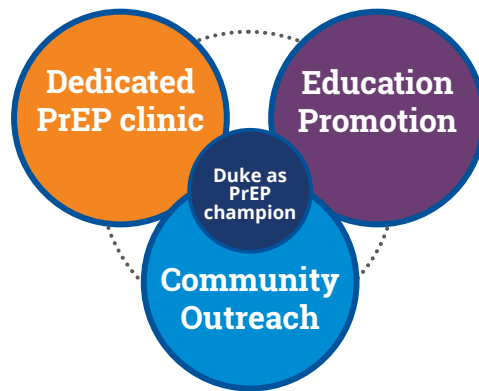 Dedicated
PrEP clinic
Education
Promotion
Duke as
PrEP
champion
Community
Outreach